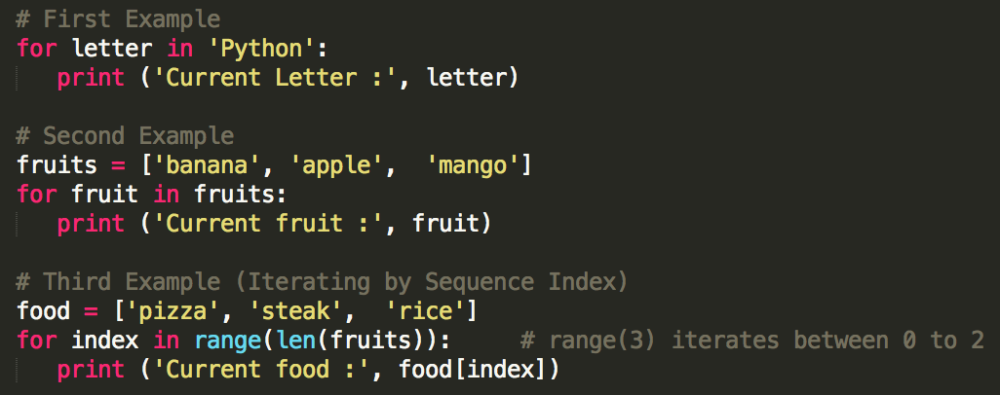 # First Example
for letter in 'Python':
   print ('Current Letter :', letter)

# Second Example
fruits = ['banana', 'apple',  'mango']
for fruit in fruits:
   print ('Current fruit :', fruit)

# Third Example (Iterating by Sequence Index)
food = ['pizza', 'steak',  'rice']
for index in range(len(fruits)):     # range(3) iterates between 0 to 2
   print ('Current food :', food[index])